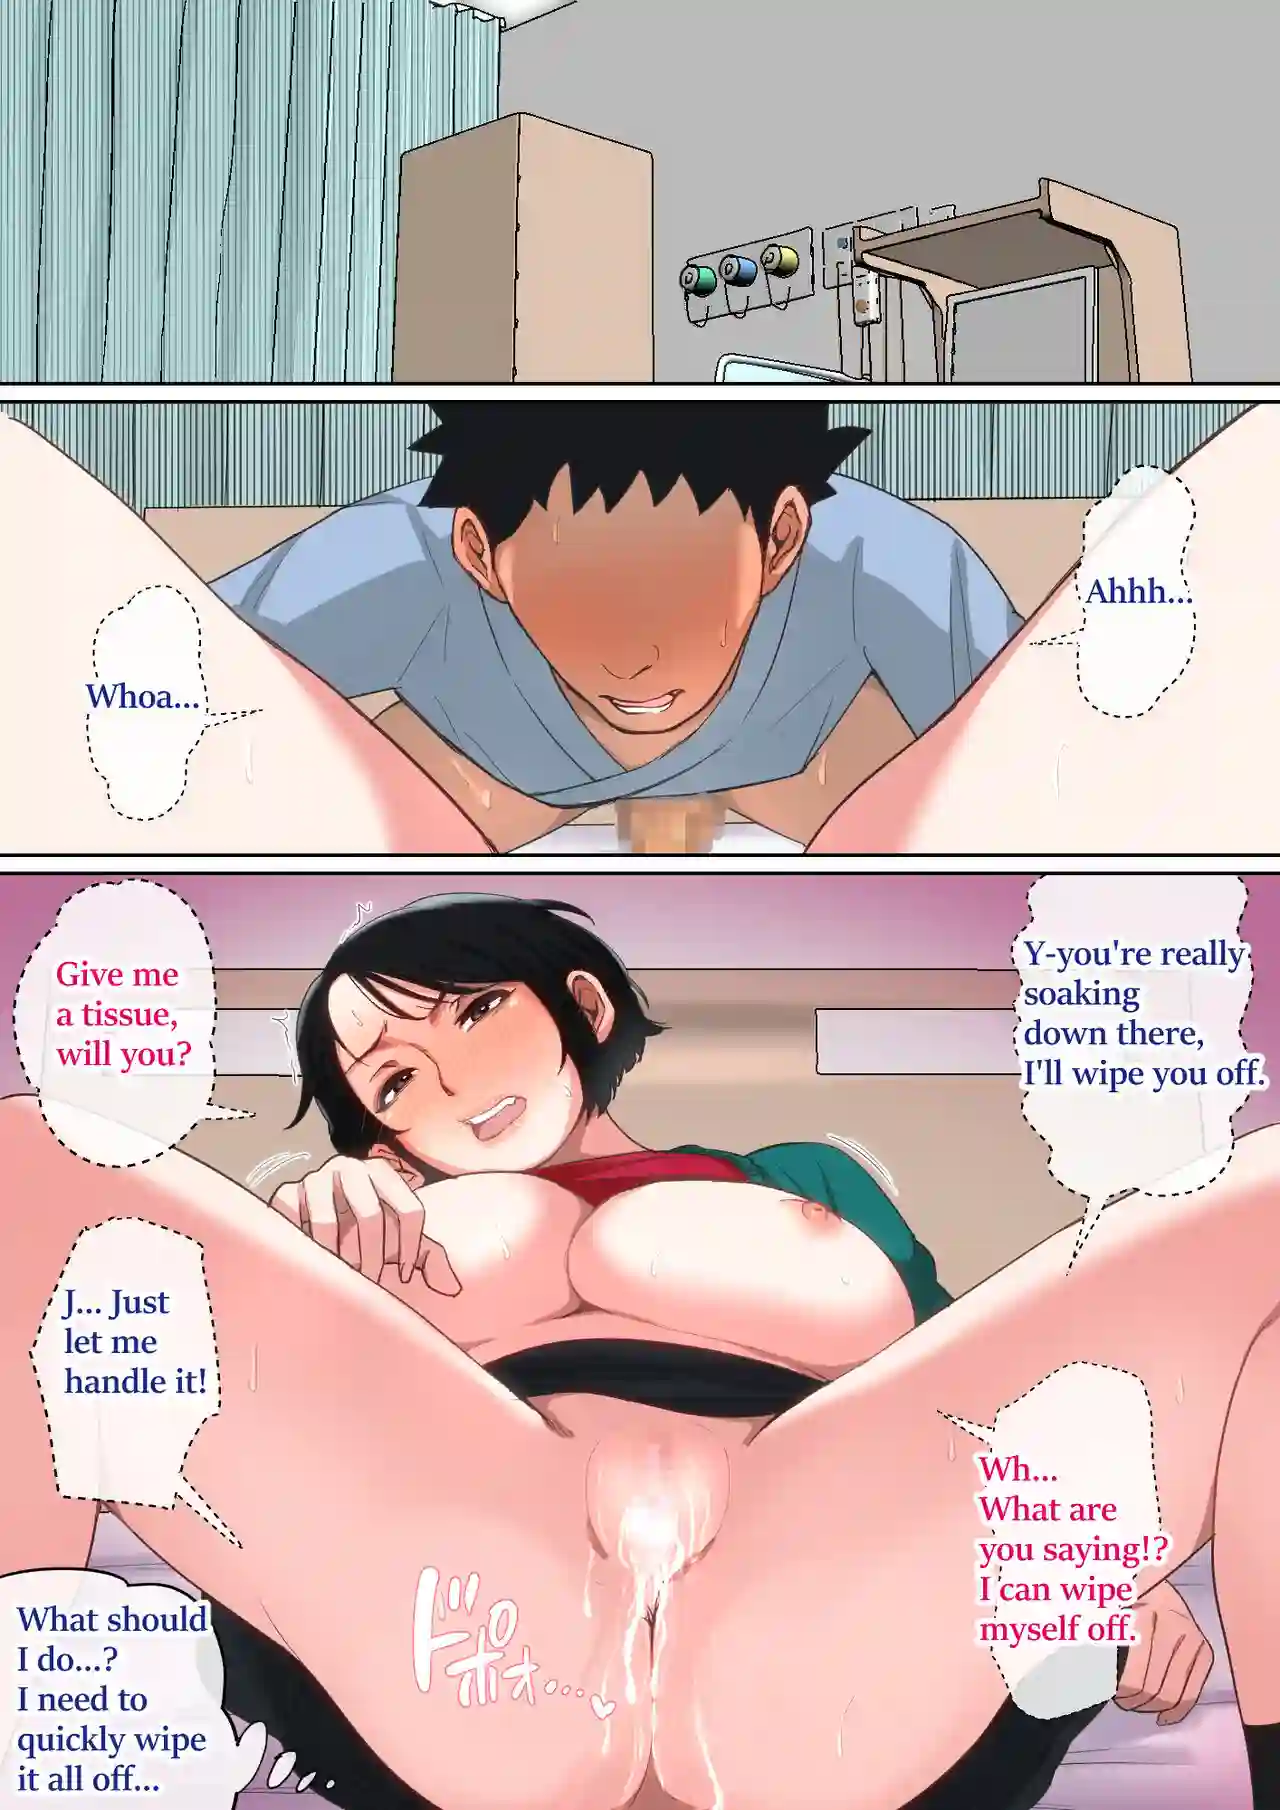 Whoa...
Ahhh...
Give me
a tissue,
will you?
Y-you're really
soaking
down there,
I'll wipe you off.
J... Just
let me
handle it!
Wh...
What are
you saying!?
I can wipe
myself off.
What should
I do...?
I need to
quickly wipe
it all off...
ドポォ...♡